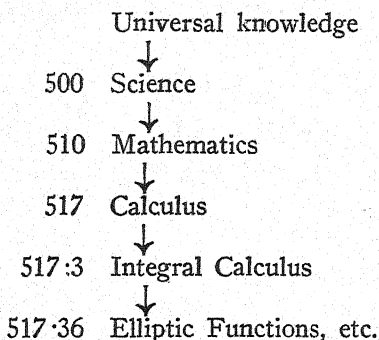 Universal knowledge
500 Science
510 Mathematics
517 Calculus
517:3 Integral Calculus
517·36 Elliptic Functions, etc.